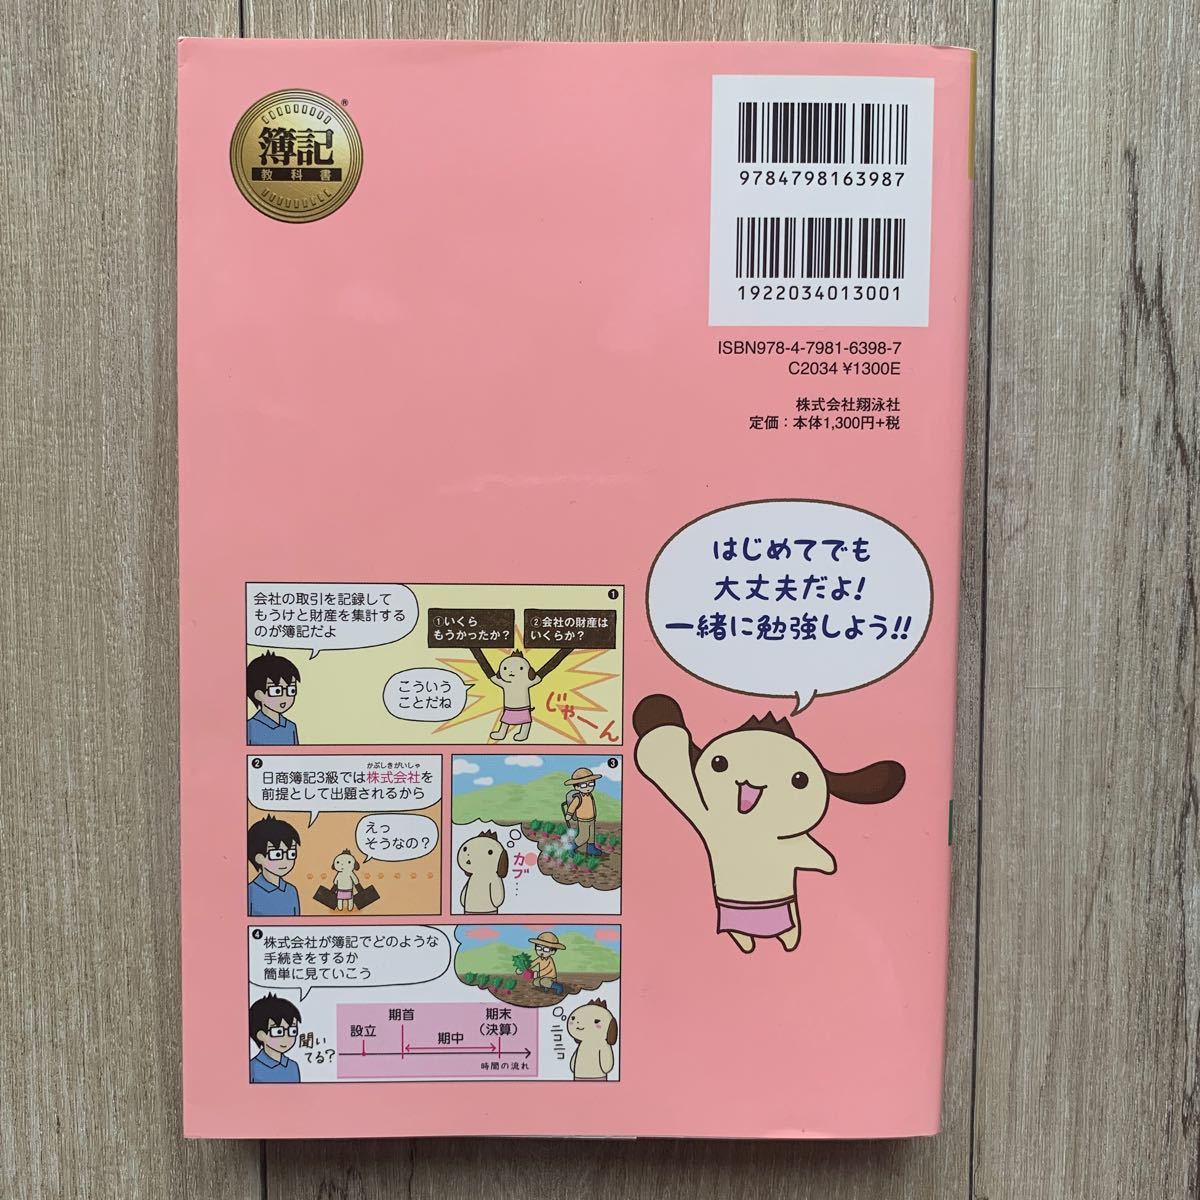 簿記
教科書
®
9784798163987
1922034013001
ISBN978-4-7981-6398-7
C2034 ¥1300E
株式会社翔泳社
定価：本体1,300円+税
はじめてでも
大丈夫だよ!
一緒に勉強しよう!!
❶
会社の取引を記録して
もうけと財産を集計する
のが簿記だよ
①いくら
もうかったか？
②会社の財産は
いくらか？
こういう
ことだね
じゃーん
❷
かぶしきがいしゃ
日商簿記3級では株式会社を
前提として出題されるから
えっ
そうなの？
❸
カブ…
❹
株式会社が簿記でどのような
手続きをするか
簡単に見ていこう
聞いてる？
設立
期首
期中
期末
（決算）
時間の流れ
ニコニコ